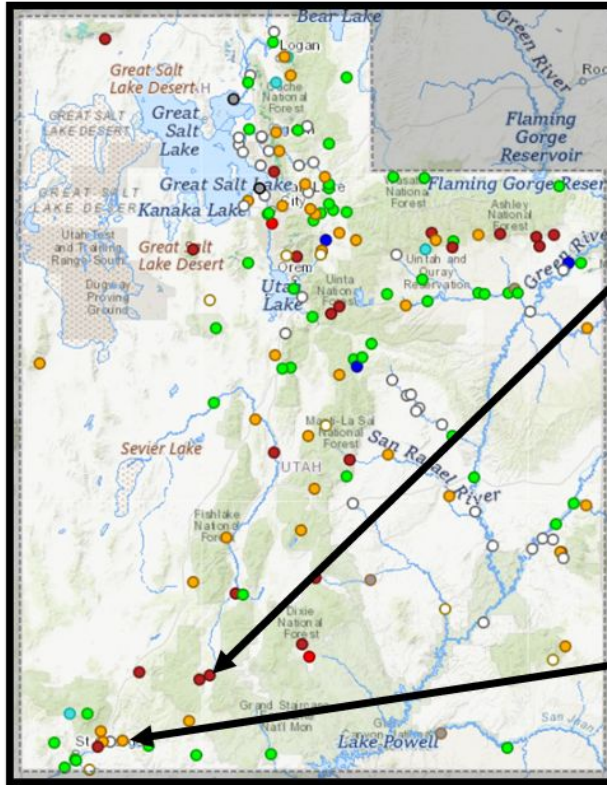 Bear Lake
Logan
Green River
Great Salt
Lake Desert
Cache
National
Forest
GREAT SALT
LAKE DESERT
Great
Salt
Lake
Flaming
Gorge
Reservoir
GREAT SALT
LAKE DESERT
Great Salt Lake
City
Kanaka Lake
Flaming Gorge Reser
National
Forest
Ashley
National
Forest
Utah Test
and Training
Range South
Great Salt
Lake Desert
Orem
Uintah and
Ouray
Reservation
Green River
Dugway
Proving
Ground
Utah
Lake
Uinta
National
Forest
Manti-La Sal
National
Forest
Sevier Lake
UTAH
San Rafael River
Fishlake
National
Forest
Dixie
National
Forest
Grand Staircase
Nat'l Mon
Lake Powell
San Juan